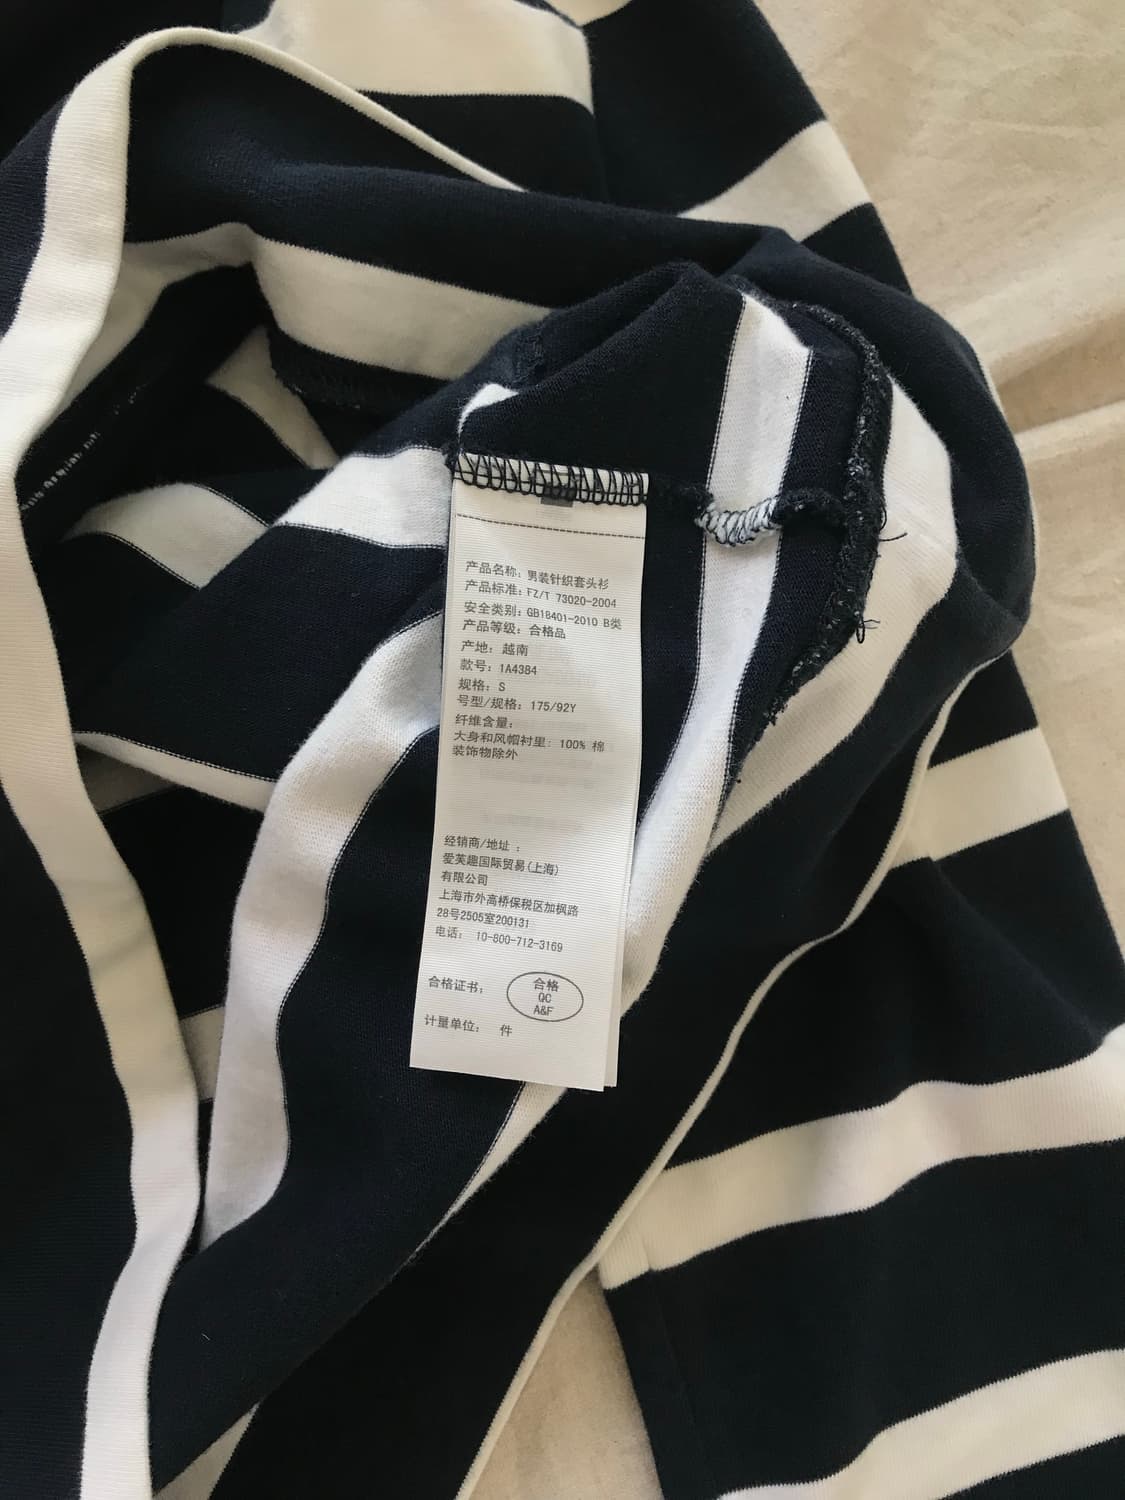 产品名称: 男装针织套头衫
产品标准: FZ/T 73020-2004
安全类别: GB18401-2010 B类
产品等级: 合格品
产地: 越南
款号: 1A4384
规格: S
号型/规格: 175/92Y
纤维含量:
大身和风帽衬里: 100% 棉
装饰物除外
经销商/地址 :
爱芙趣国际贸易(上海)
有限公司
上海市外高桥保税区加枫路
28号2505室200131
电话: 10-800-712-3169
合格证书:
合格
QC
A&F
计量单位: 件